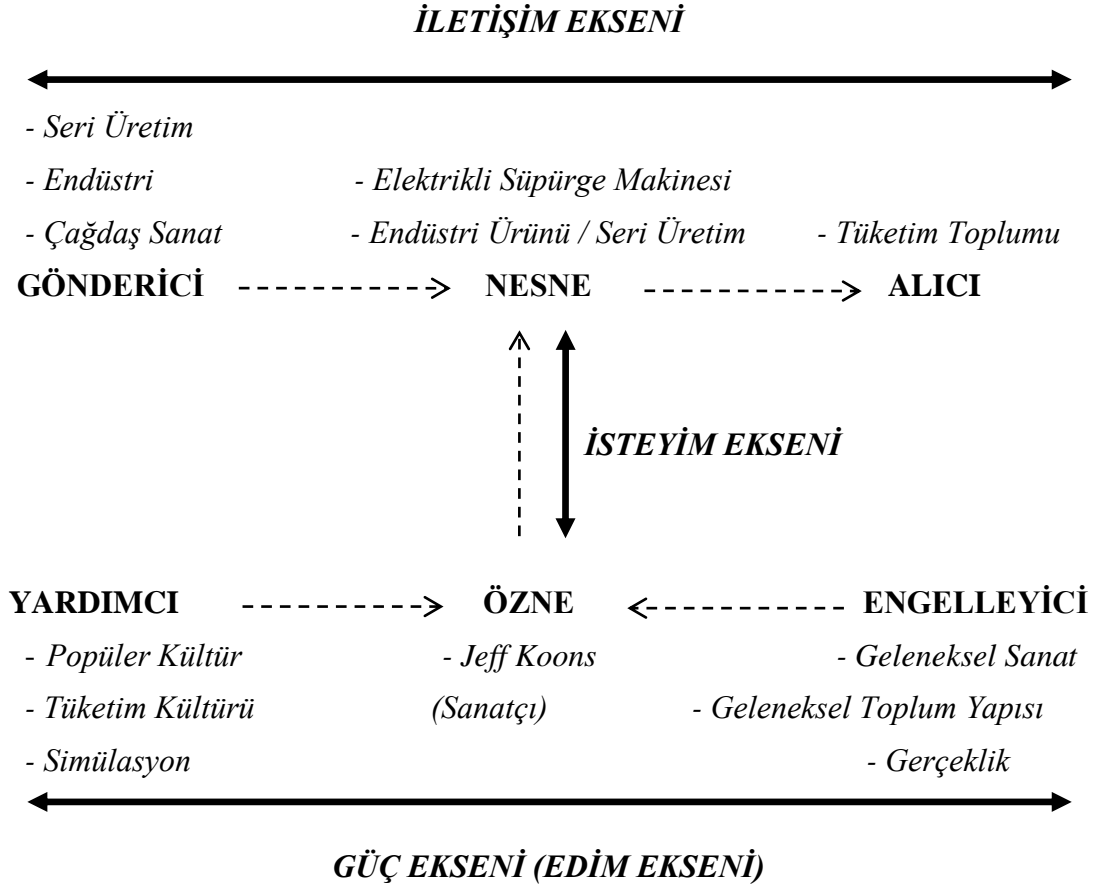 İLETİŞİM EKSENİ
- Seri Üretim
- Endüstri - Elektrikli Süpürge Makinesi
- Çağdaş Sanat - Endüstri Ürünü / Seri Üretim - Tüketim Toplumu
GÖNDERİCİ NESNE ALICI
İSTEYİM EKSENİ
YARDIMCI ÖZNE ENGELLEYİCİ
- Popüler Kültür - Jeff Koons - Geleneksel Sanat
- Tüketim Kültürü (Sanatçı) - Geleneksel Toplum Yapısı
- Simülasyon - Gerçeklik
GÜÇ EKSENİ (EDİM EKSENİ)